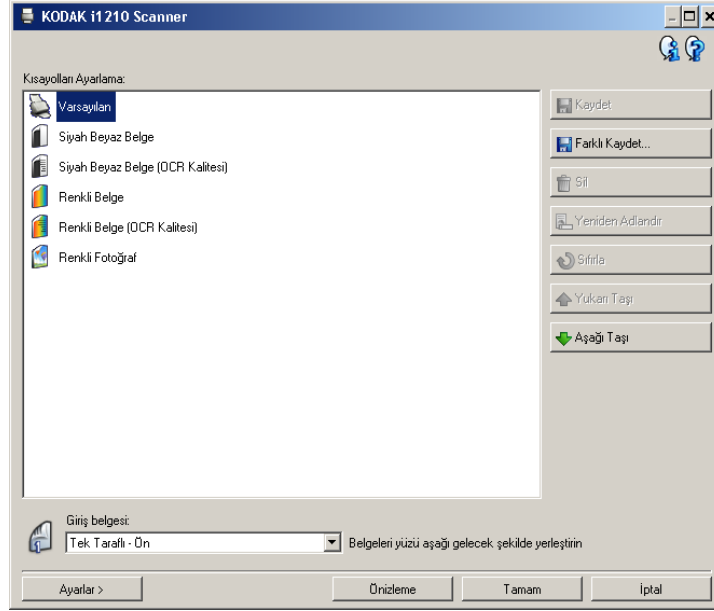 KODAK i1210 Scanner
Kısayolları Ayarlama:
Varsayılan
Siyah Beyaz Belge
Siyah Beyaz Belge (OCR Kalitesi)
Renkli Belge
Renkli Belge (OCR Kalitesi)
Renkli Fotoğraf
Kaydet
Farklı Kaydet...
Sil
Yeniden Adlandır
Sıfırla
Yukarı Taşı
Aşağı Taşı
Giriş belgesi:
Tek Taraflı - Ön
Belgeleri yüzü aşağı gelecek şekilde yerleştirin
Ayarlar >
Önizleme
Tamam
İptal